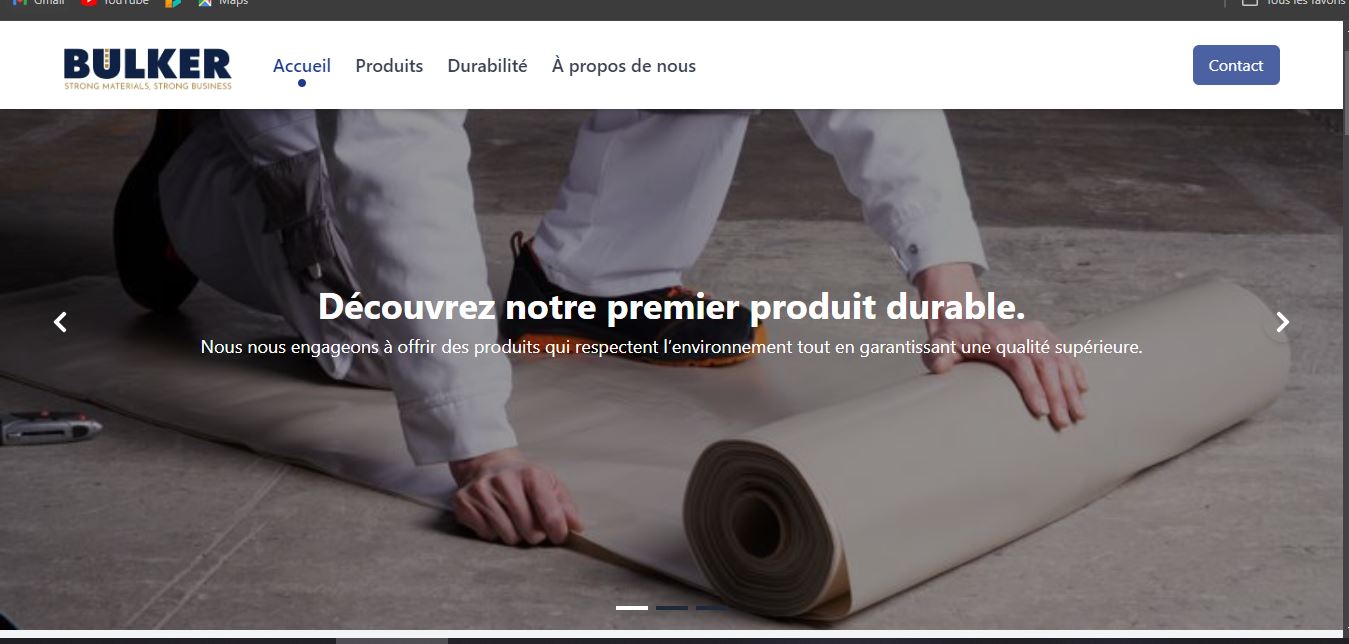 Gmail
YouTube
Maps
Tous les favoris
BULKER
STRONG MATERIALS, STRONG BUSINESS
Accueil
Produits
Durabilité
À propos de nous
Contact
Découvrez notre premier produit durable.
Nous nous engageons à offrir des produits qui respectent l’environnement tout en garantissant une qualité supérieure.